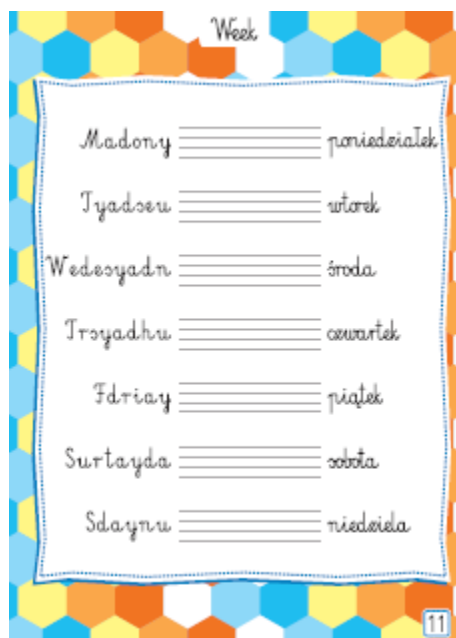 Week
Madony poniedziałek
Tyadseu wtorek
Wedesyadn środa
Trsyadhu czwartek
Fdriay piątek
Surtayda sobota
Sdaynu niedziela
11